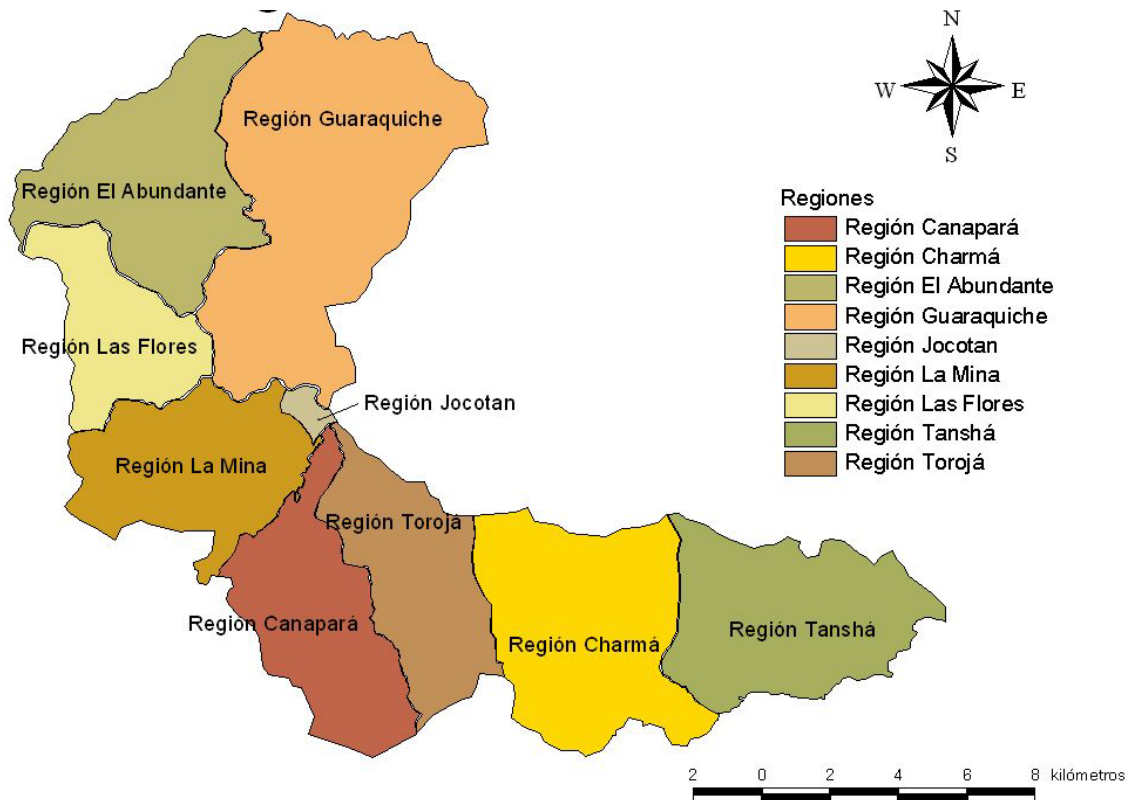 N
W
E
S
Región Guaraquiche
Región El Abundante
Región Las Flores
Región Jocotan
Región La Mina
Región Torojá
Región Canapará
Región Charmá
Región Tanshá
Regiones
Región Canapará
Región Charmá
Región El Abundante
Región Guaraquiche
Región Jocotan
Región La Mina
Región Las Flores
Región Tanshá
Región Torojá
2 0 2 4 6 8 kilómetros